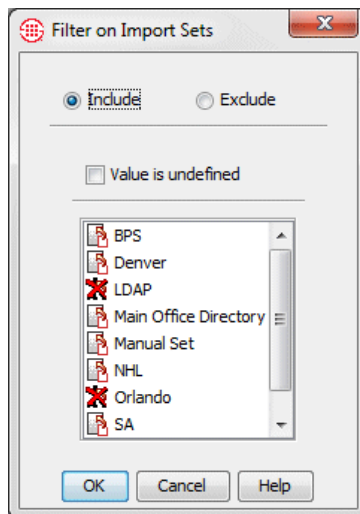 Filter on Import Sets
Include Exclude
Value is undefined
BPS
Denver
LDAP
Main Office Directory
Manual Set
NHL
Orlando
SA
OK Cancel Help